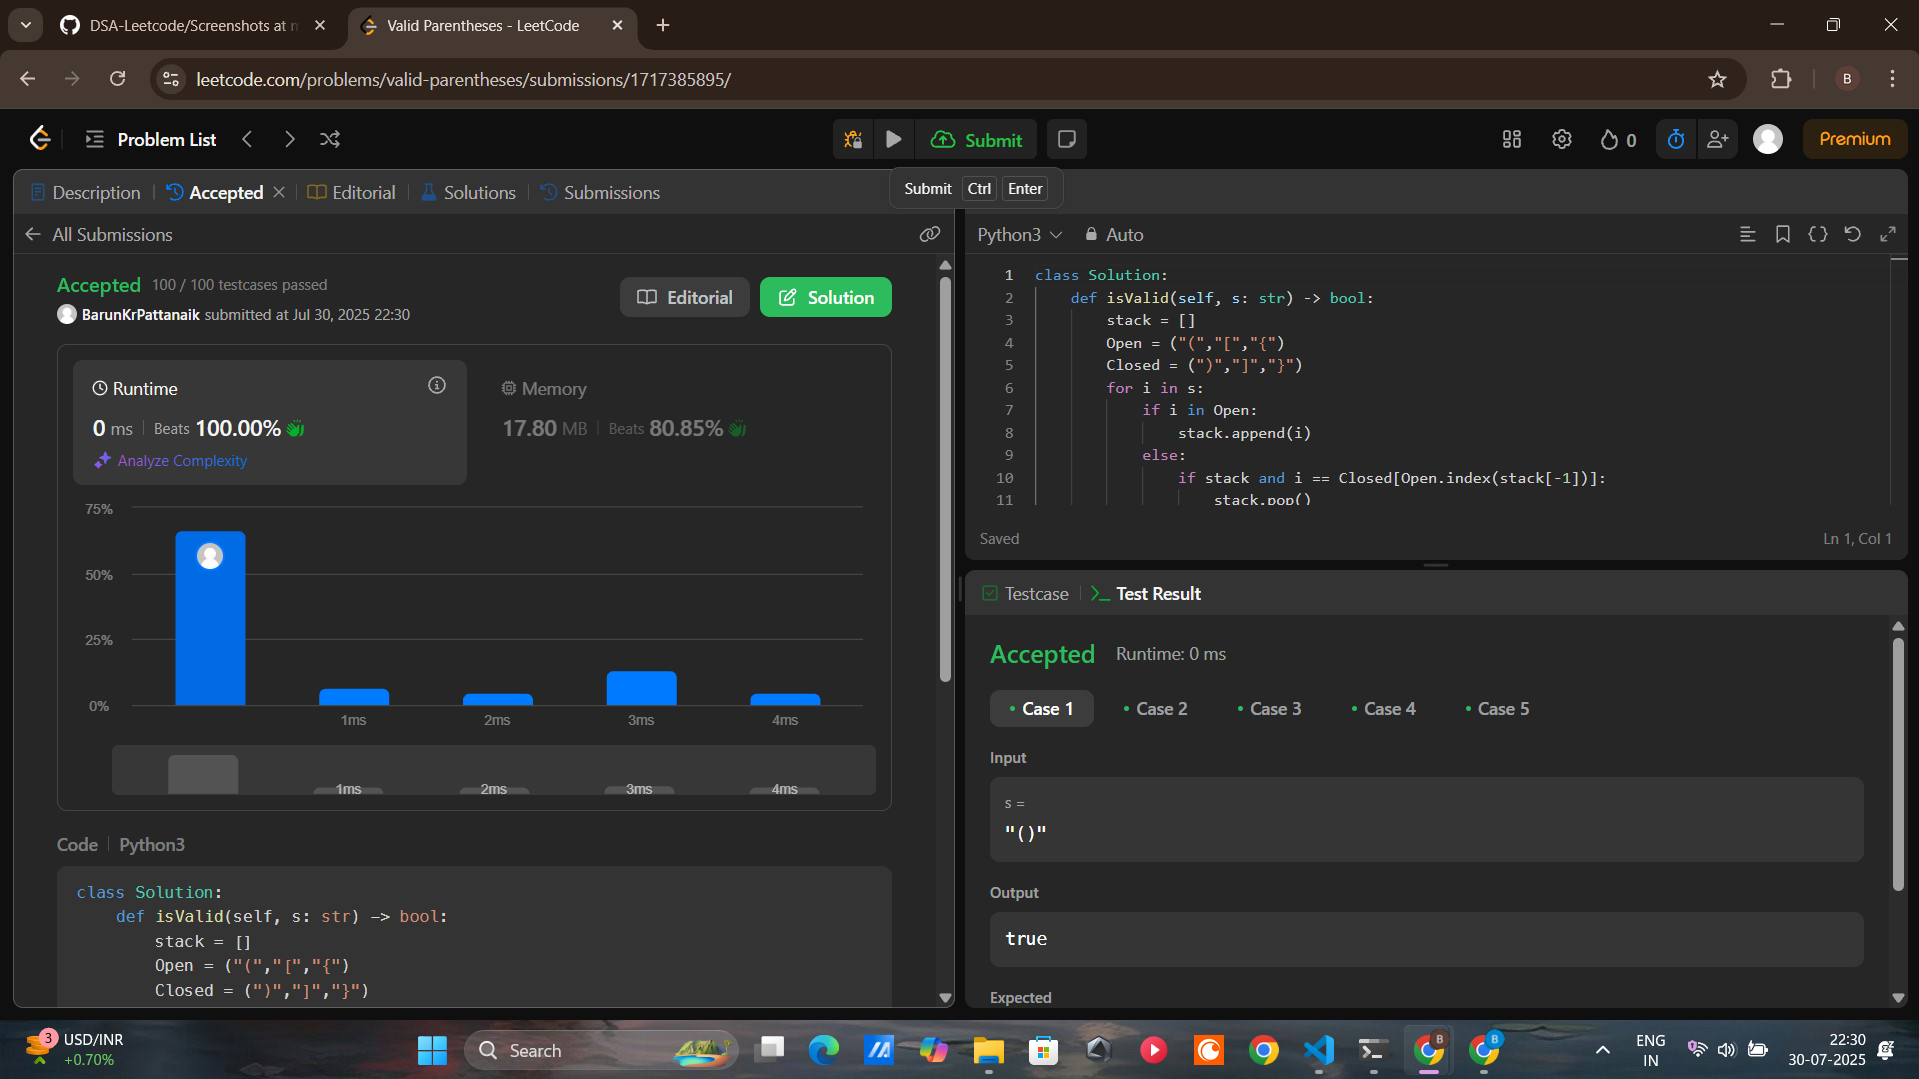 DSA-Leetcode/Screenshots at m
Valid Parentheses - LeetCode
leetcode.com/problems/valid-parentheses/submissions/1717385895/
B
Problem List
Submit
0
Premium
Description
Accepted
Editorial
Solutions
Submissions
Submit Ctrl Enter
All Submissions
Accepted 100 / 100 testcases passed
BarunKrPattanaik submitted at Jul 30, 2025 22:30
Editorial
Solution
Runtime
0 ms Beats 100.00%
Analyze Complexity
Memory
17.80 MB Beats 80.85%
75%
50%
25%
0%
1ms 2ms 3ms 4ms
1ms 2ms 3ms 4ms
Code Python3
class Solution:
def isValid(self, s: str) -> bool:
stack = []
Open = ("(","[","{")
Closed = (")","]","}")
Python3 Auto
1 class Solution:
2 def isValid(self, s: str) -> bool:
3 stack = []
4 Open = ("(","[","{")
5 Closed = (")","]","}")
6 for i in s:
7 if i in Open:
8 stack.append(i)
9 else:
10 if stack and i == Closed[Open.index(stack[-1])]:
11 stack.pop()
Saved
Ln 1, Col 1
Testcase
Test Result
Accepted Runtime: 0 ms
Case 1 Case 2 Case 3 Case 4 Case 5
Input
s =
"()"
Output
true
Expected
3
USD/INR
+0.70%
Search
B
B
ENG
IN
22:30
30-07-2025